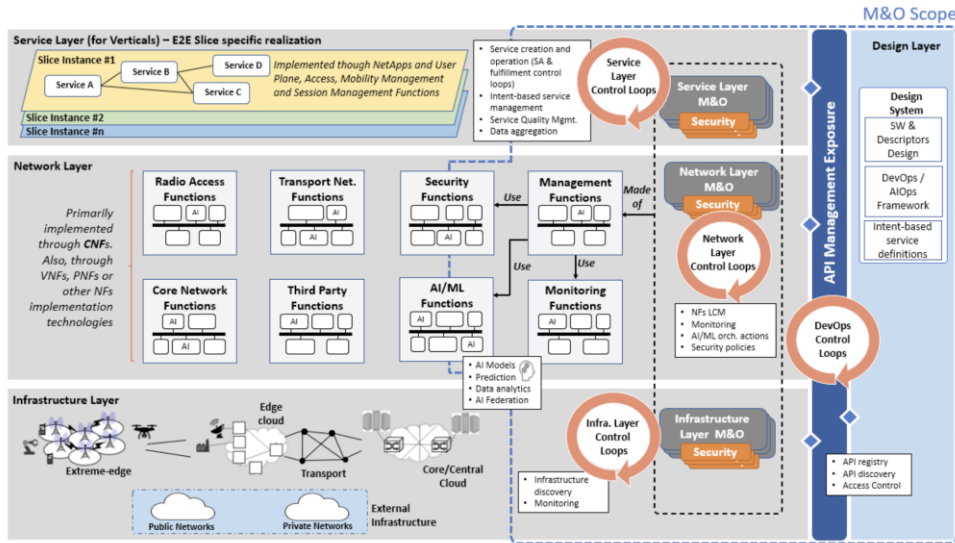 M&O Scope
Service Layer (for Verticals) – E2E Slice specific realization
Slice Instance #1
Service A
Service B
Service D
Service C
Implemented though NetApps and User
Plane, Access, Mobility Management
and Session Management Functions
Slice Instance #2
Slice Instance #n
• Service creation and
operation (SA &
fulfillment control
loops)
• Intent-based service
management
• Service Quality Mgmt.
• Data aggregation
Service
Layer
Control Loops
Service Layer
M&O
Security
API Management Exposure
Design Layer
Design
System
SW &
Descriptors
Design
DevOps /
AIOps
Framework
Intent-based
service
definitions
Network Layer
Primarily
implemented
through CNFs.
Also, through
VNFs, PNFs or
other NFs
implementation
technologies
Radio Access
Functions
AI
Transport Net.
Functions
AI
AI
Security
Functions
AI
Use
Management
Functions
AI
Made
of
Network Layer
M&O
Security
Network
Layer
Control Loops
Use
Use
Core Network
Functions
AI
AI
Third Party
Functions
AI
AI/ML
Functions
AI
AI
Monitoring
Functions
AI
• NFs LCM
• Monitoring
• AI/ML orch. actions
• Security policies
DevOps
Control
Loops
• AI Models
• Prediction
• Data analytics
• AI Federation
Infrastructure Layer
Extreme-edge
Edge
cloud
Transport
Core/Central
Cloud
Public Networks
Private Networks
External
Infrastructure
Infra. Layer
Control
Loops
• Infrastructure
discovery
• Monitoring
Infrastructure
Layer M&O
Security
• API registry
• API discovery
• Access Control